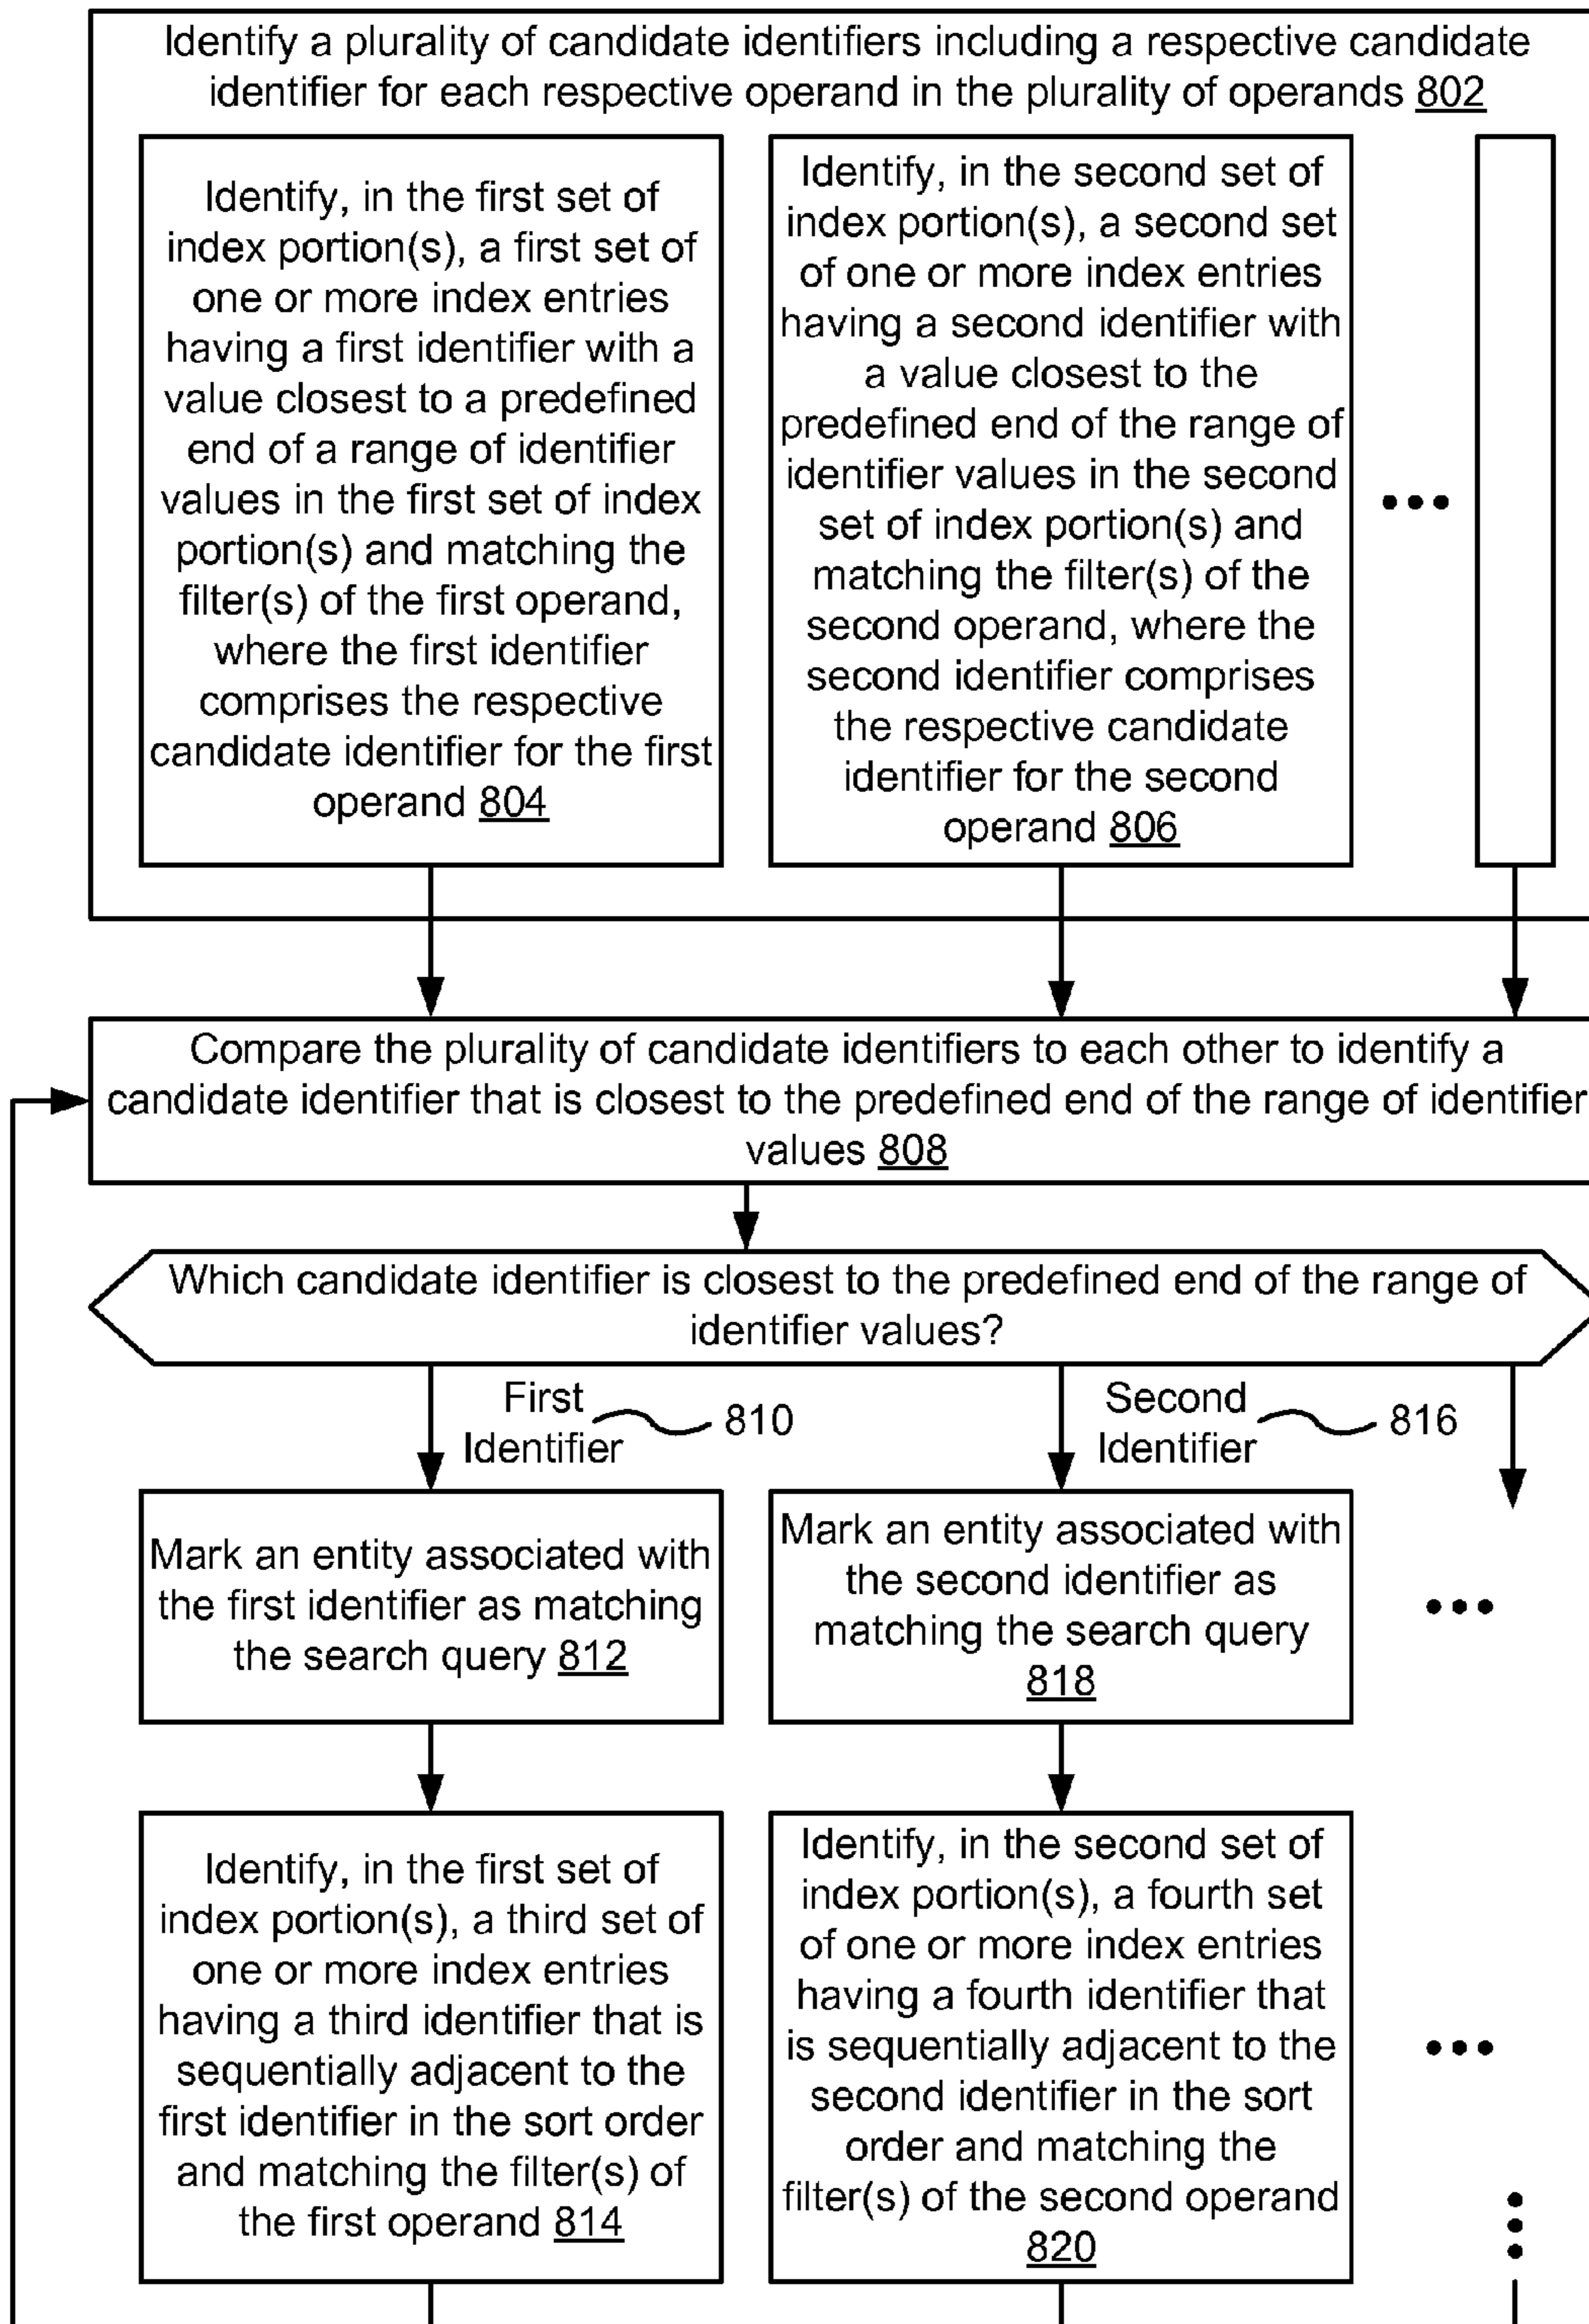 Identify a plurality of candidate identifiers including a respective candidate
identifier for each respective operand in the plurality of operands 802
Identify, in the first set of
index portion(s), a first set of
one or more index entries
having a first identifier with a
value closest to a predefined
end of a range of identifier
values in the first set of index
portion(s) and matching the
filter(s) of the first operand,
where the first identifier
comprises the respective
candidate identifier for the first
operand 804
Identify, in the second set of
index portion(s), a second set
of one or more index entries
having a second identifier with
a value closest to the
predefined end of the range of
identifier values in the second
set of index portion(s) and
matching the filter(s) of the
second operand, where the
second identifier comprises
the respective candidate
identifier for the second
operand 806
•••
Compare the plurality of candidate identifiers to each other to identify a
candidate identifier that is closest to the predefined end of the range of identifier
values 808
Which candidate identifier is closest to the predefined end of the range of
identifier values?
First
Identifier
810
Second
Identifier
816
Mark an entity associated with
the first identifier as matching
the search query 812
Mark an entity associated with
the second identifier as
matching the search query
818
•••
Identify, in the first set of
index portion(s), a third set of
one or more index entries
having a third identifier that is
sequentially adjacent to the
first identifier in the sort order
and matching the filter(s) of
the first operand 814
Identify, in the second set of
index portion(s), a fourth set
of one or more index entries
having a fourth identifier that
is sequentially adjacent to the
second identifier in the sort
order and matching the
filter(s) of the second operand
820
•••